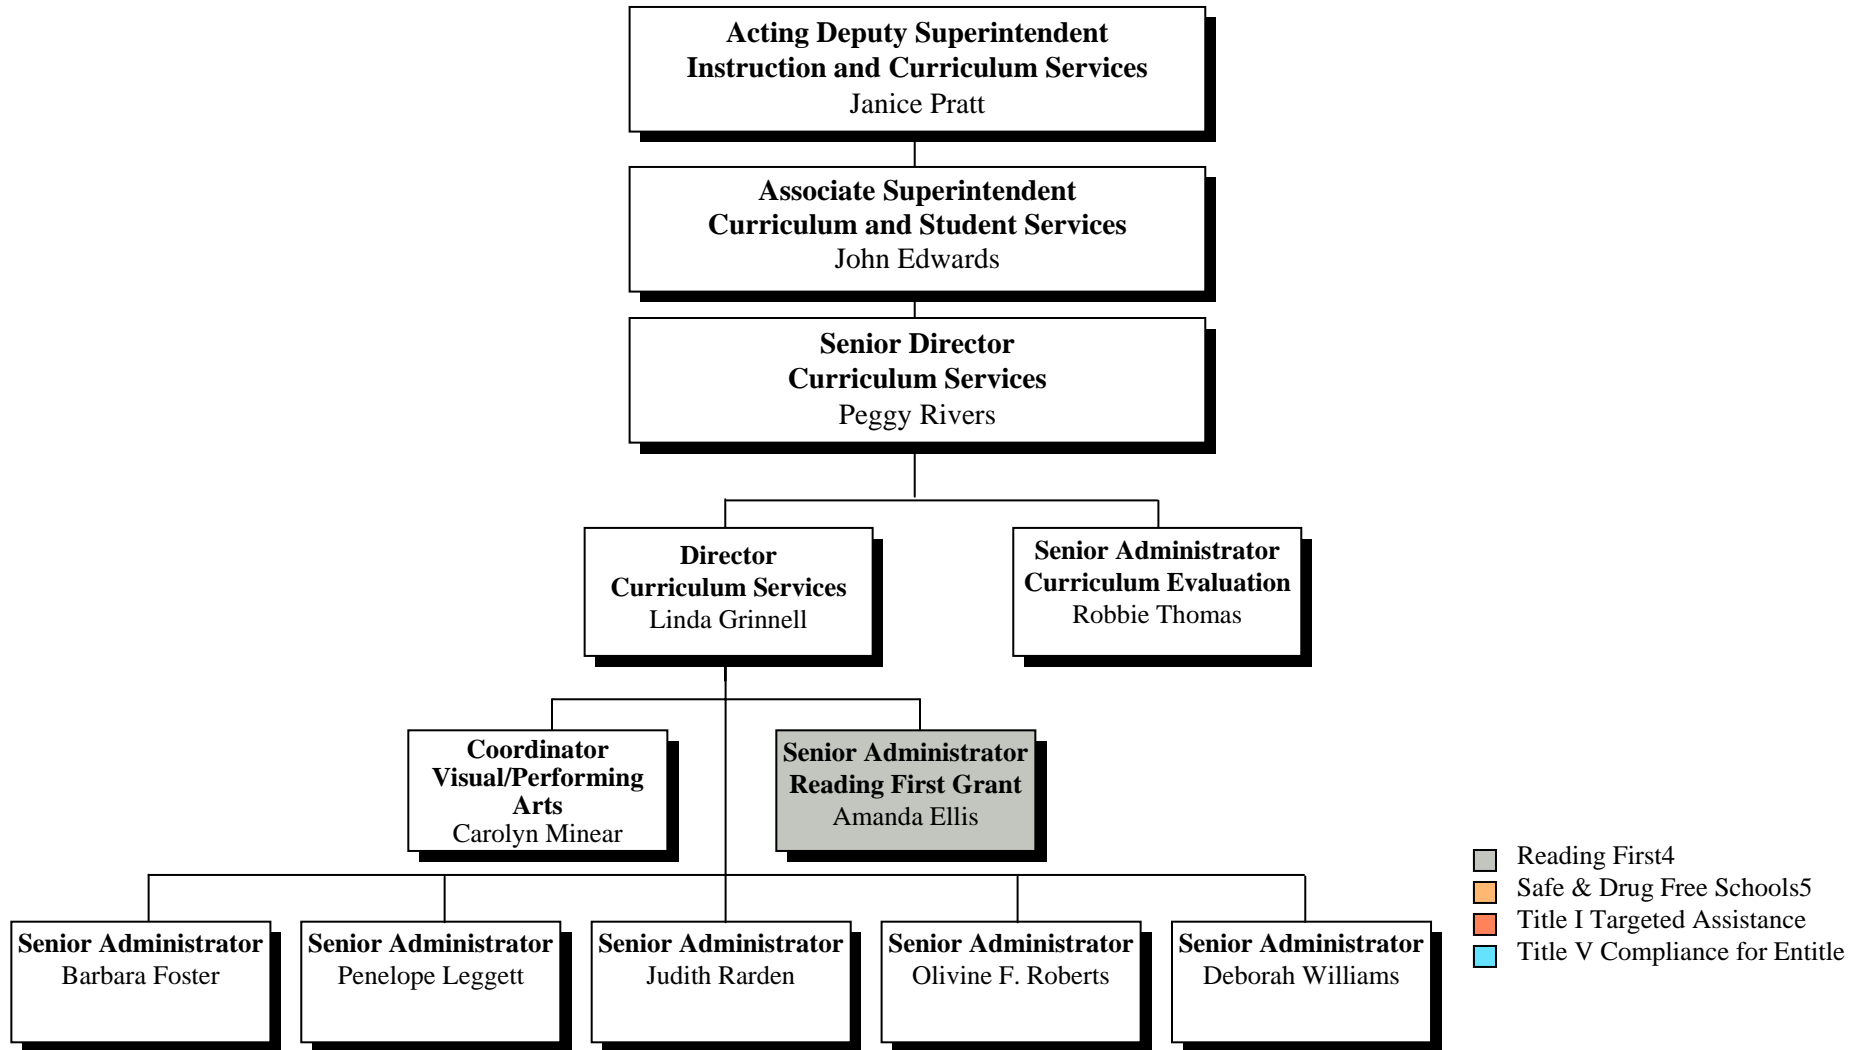 Acting Deputy Superintendent
Instruction and Curriculum Services
Janice Pratt
Associate Superintendent
Curriculum and Student Services
John Edwards
Senior Director
Curriculum Services
Peggy Rivers
Director
Curriculum Services
Linda Grinnell
Senior Administrator
Curriculum Evaluation
Robbie Thomas
Coordinator
Visual/Performing
Arts
Carolyn Minear
Senior Administrator
Reading First Grant
Amanda Ellis
Senior Administrator
Barbara Foster
Senior Administrator
Penelope Leggett
Senior Administrator
Judith Rarden
Senior Administrator
Olivine F. Roberts
Senior Administrator
Deborah Williams
Reading First4
Safe & Drug Free Schools5
Title I Targeted Assistance
Title V Compliance for Entitle